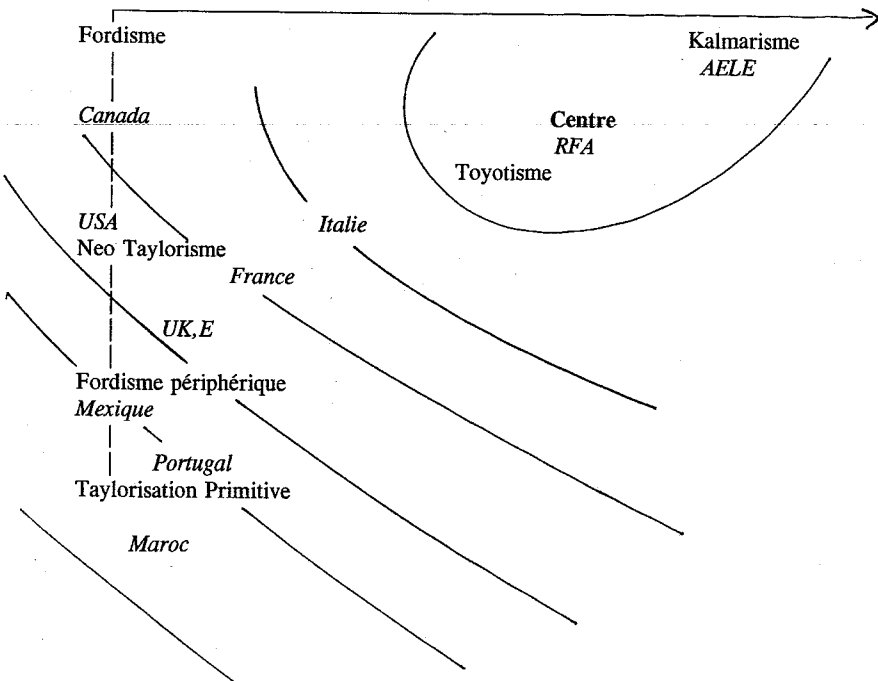 Fordisme
Kalmarisme
AELE
Canada
Centre
RFA
Toyotisme
USA
Neo Taylorisme
Italie
France
UK,E
Fordisme périphérique
Mexique
Portugal
Taylorisation Primitive
Maroc